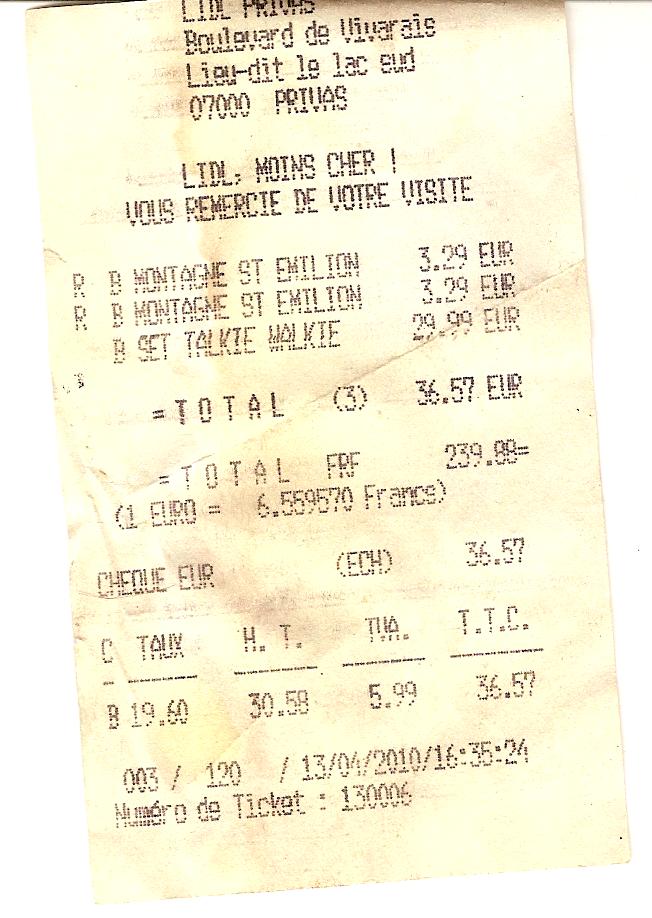 LIDL PRIVAS
Boulevard de Vivarais
Lieu-dit le lac sud
07000 PRIVAS
LIDL, MOINS CHER !
VOUS REMERCIE DE VOTRE VISITE
R B MONTAGNE ST EMILION 3.29 EUR
R B MONTAGNE ST EMILION 3.29 EUR
B SET TALKIE WALKIE 29.99 EUR
= T O T A L (3) 36.57 EUR
= T O T A L FRF 239.88=
(1 EURO = 6.559570 Francs)
CHEQUE EUR (ECH) 36.57
C TAUX H.T. TVA. T.T.C.
B 19.60 30.58 5.99 36.57
003 / 120 / 13/04/2010/16:35:24
Numéro de Ticket : 130006